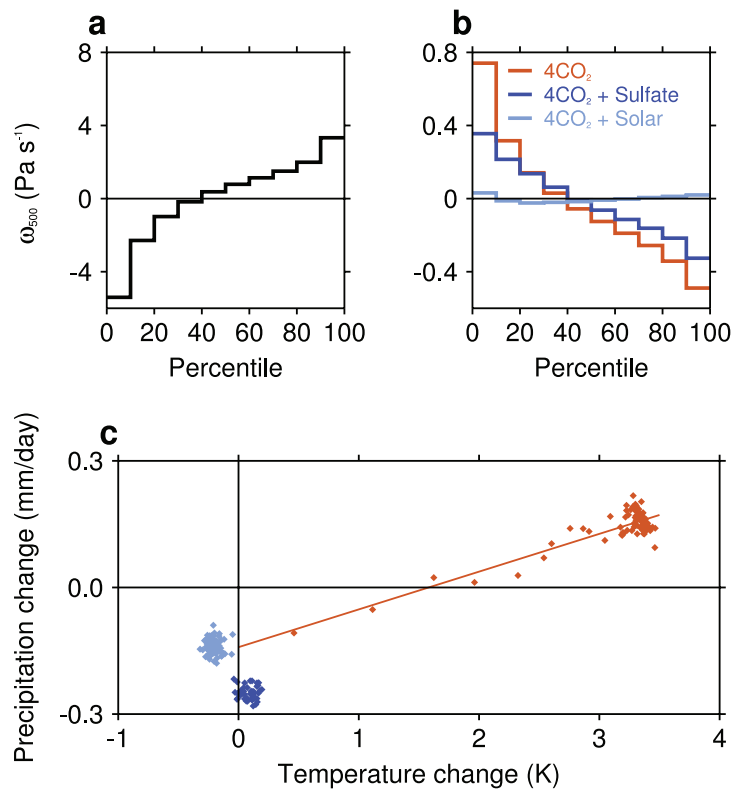 a
8
4
0
-4
ω500 (Pa s-1)
0 20 40 60 80 100
Percentile
b
0.8
0.4
0
-0.4
4CO2
4CO2 + Sulfate
4CO2 + Solar
0 20 40 60 80 100
Percentile
c
0.3
0.0
-0.3
Precipitation change (mm/day)
-1 0 1 2 3 4
Temperature change (K)